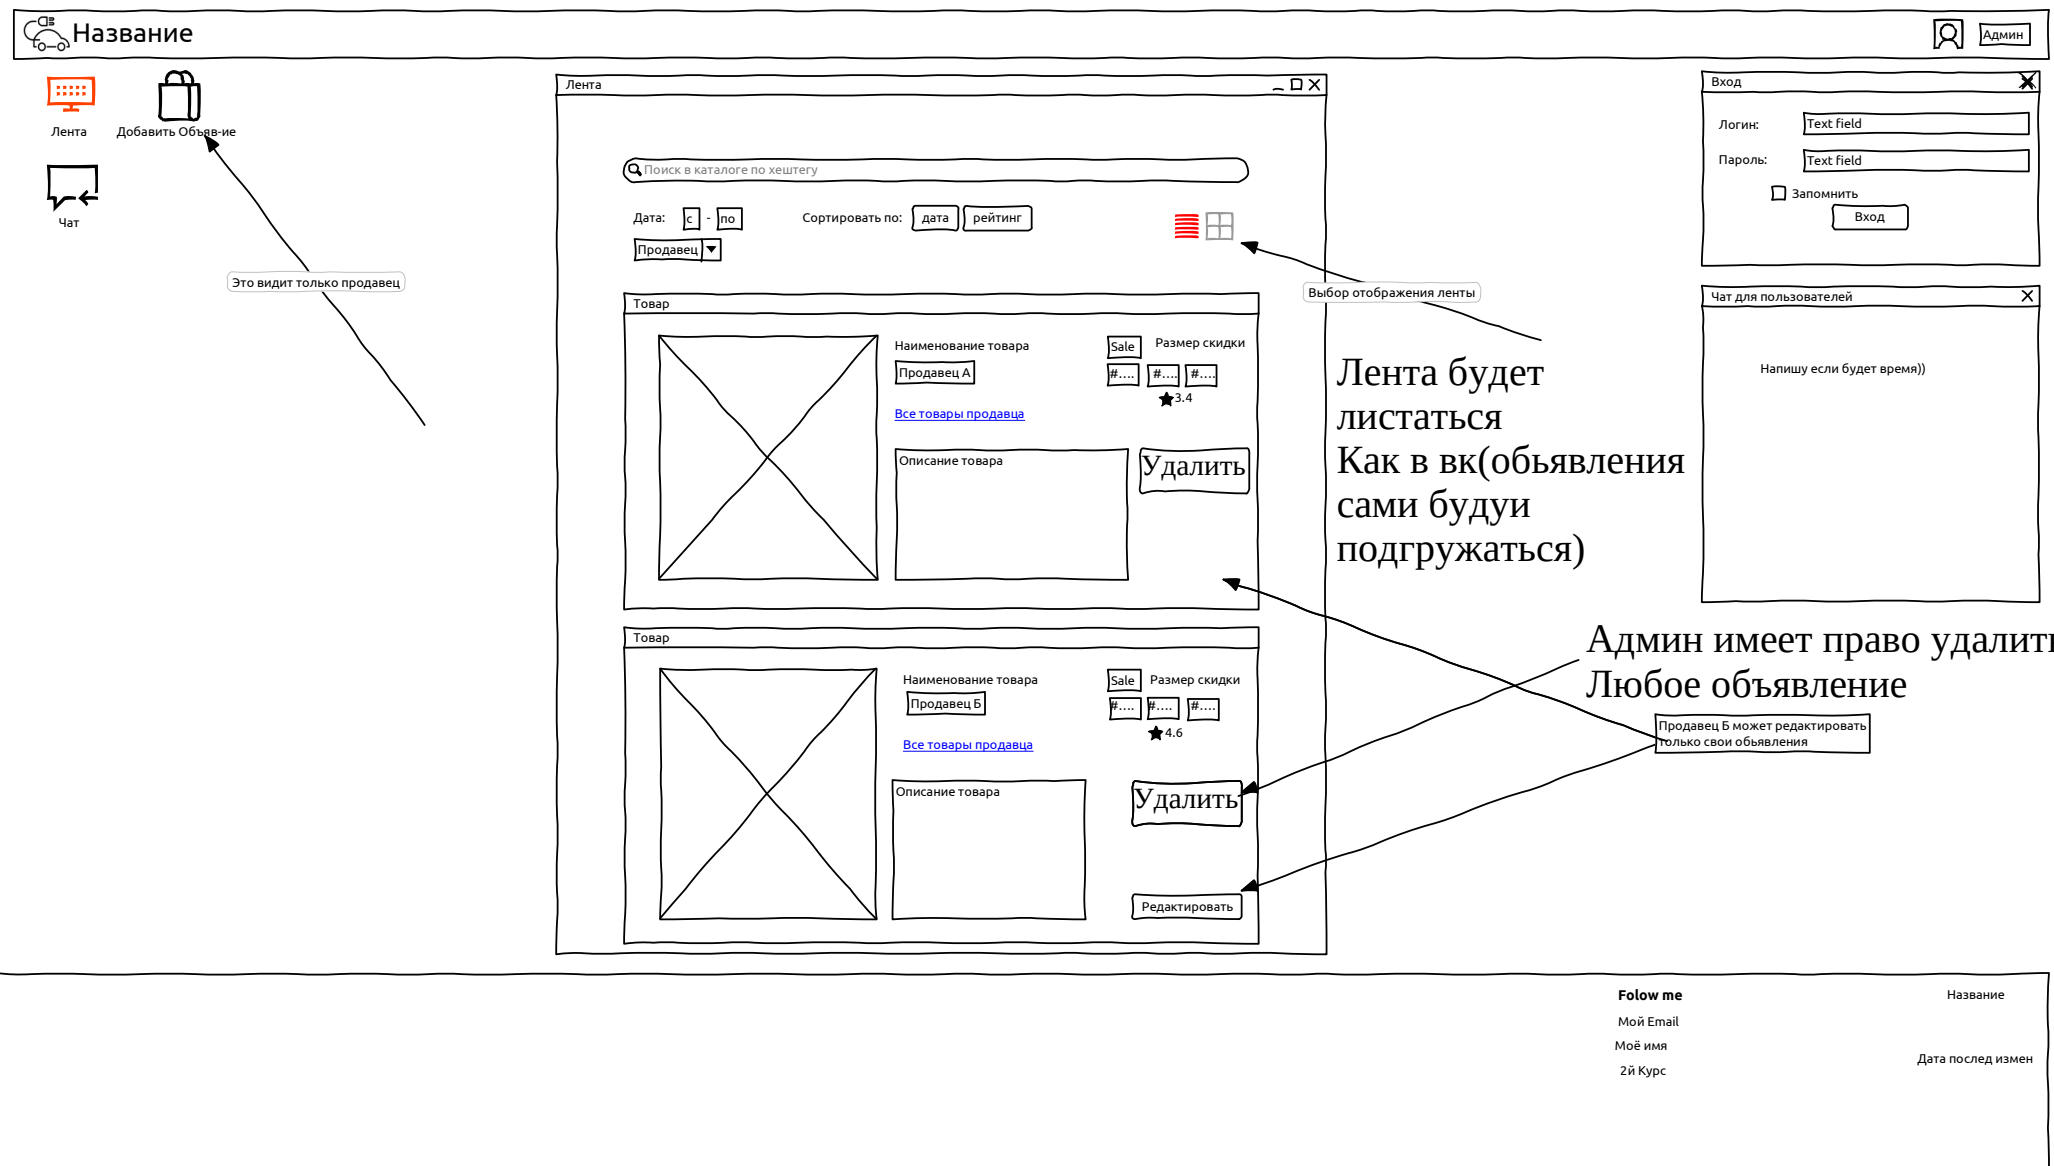 Название
Админ
Лента
Добавить Объяв-ие
Чат
Это видит только продавец
Лента
Поиск в каталоге по хештегу
Дата: с - по
Сортировать по: дата рейтинг
Продавец
Выбор отображения ленты
Товар
Наименование товара
Sale Размер скидки
Продавец А
#.... #.... #....
3.4
Все товары продавца
Описание товара
Удалить
Товар
Наименование товара
Sale Размер скидки
Продавец Б
#.... #.... #....
4.6
Все товары продавца
Описание товара
Удалить
Редактировать
Лента будет
листаться
Как в вк(обьявления
сами будуи
подгружаться)
Вход
Логин: Text field
Пароль: Text field
Запомнить
Вход
Чат для пользователей
Напишу если будет время))
Админ имеет право удалить
Любое объявление
Продавец Б может редактировать
только свои обьявления
Folow me
Мой Email
Моё имя
2й Курс
Название
Дата послед измен